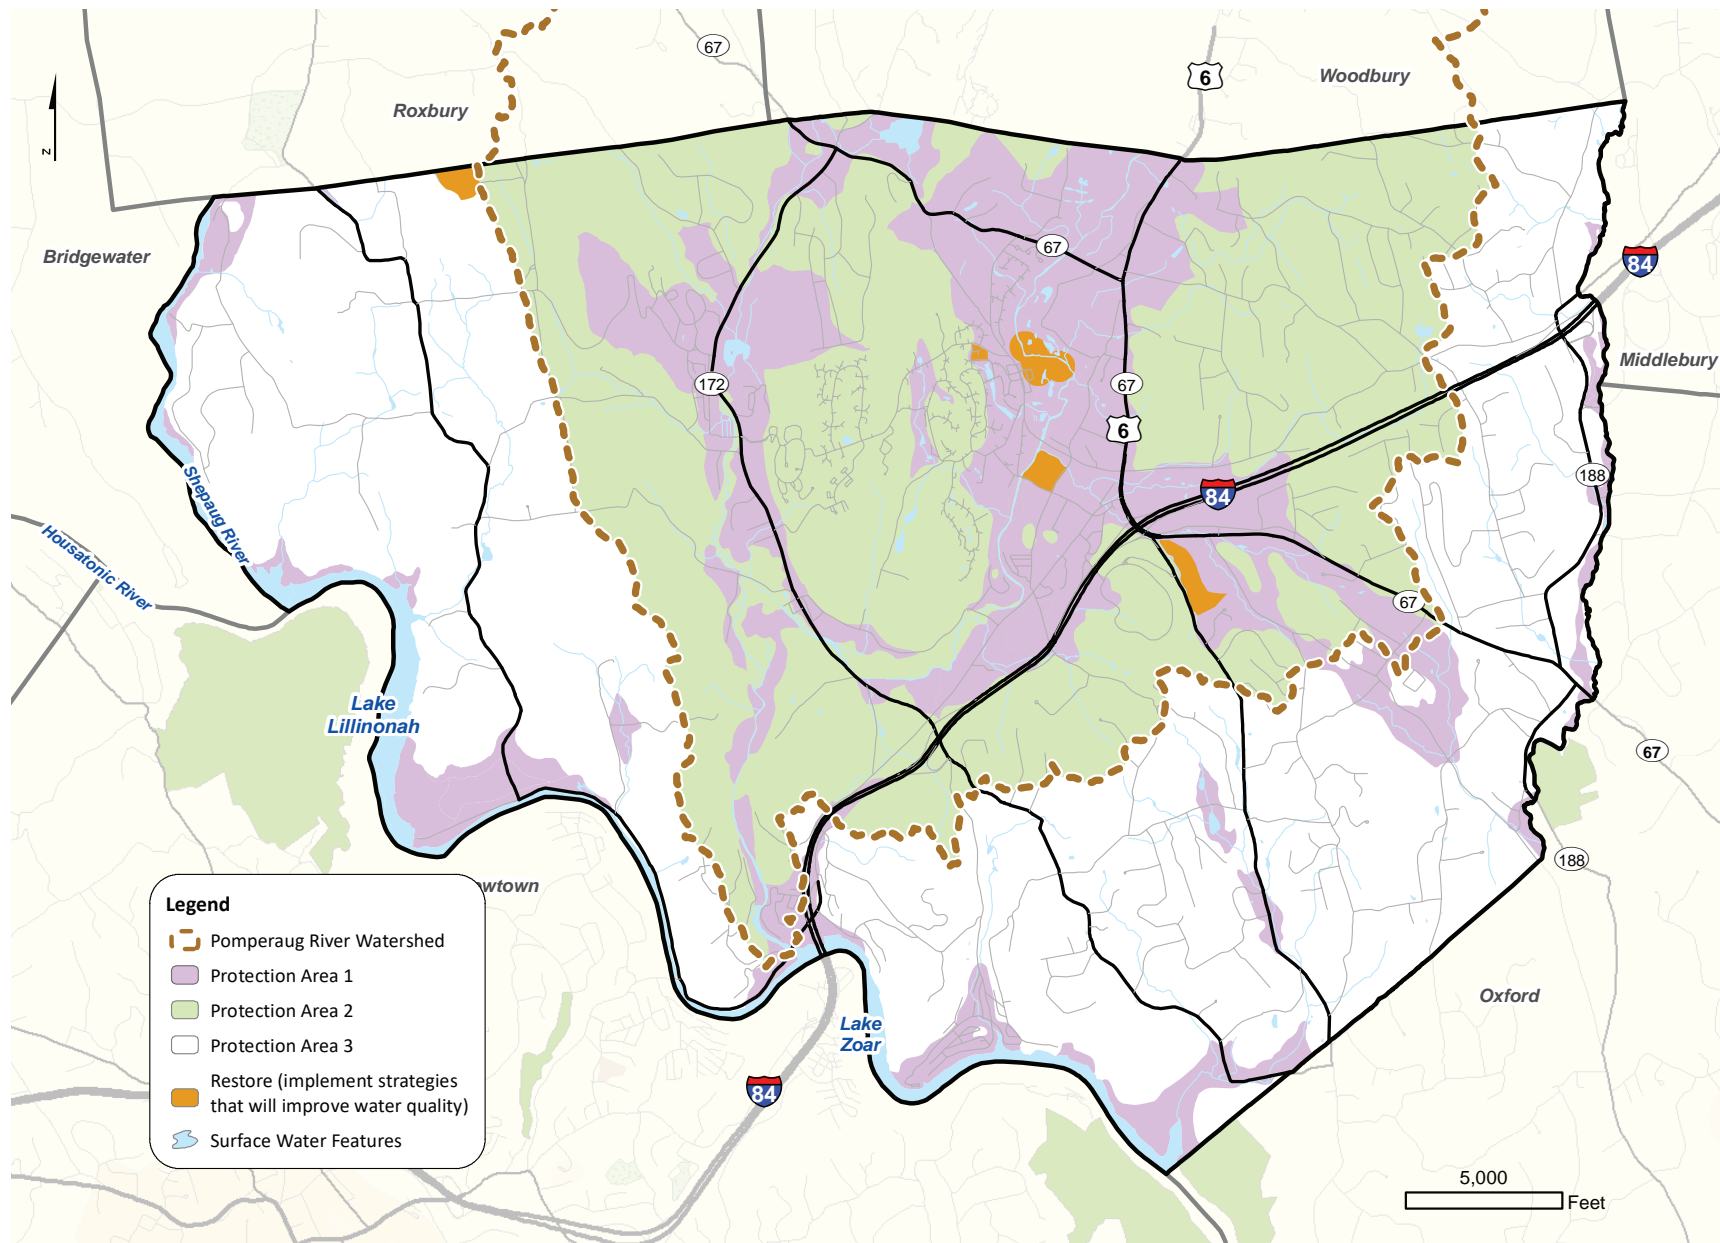 67
6
Woodbury
Roxbury
z
Bridgewater
67
84
Middlebury
172
67
6
188
84
Shepaug River
Housatonic River
67
Lake
Lillinonah
67
188
wtown
Legend
Pomperaug River Watershed
Protection Area 1
Protection Area 2
Protection Area 3
Restore (implement strategies
that will improve water quality)
Surface Water Features
Oxford
Lake
Zoar
84
5,000
Feet